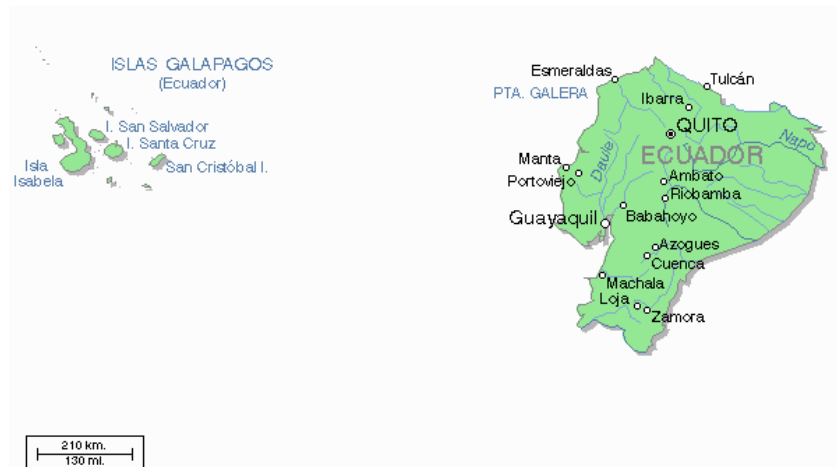 ISLAS GALAPAGOS
(Ecuador)
I. San Salvador
I. Santa Cruz
San Cristóbal I.
Isla
Isabela
Esmeraldas
Tulcán
PTA. GALERA
Ibarra
QUITO
ECUADOR
Napo
Manta
Daule
Portoviejo
Ambato
Riobamba
Guayaquil
Babahoyo
Azogues
Cuenca
Machala
Loja
Zamora
210 km.
130 mi.